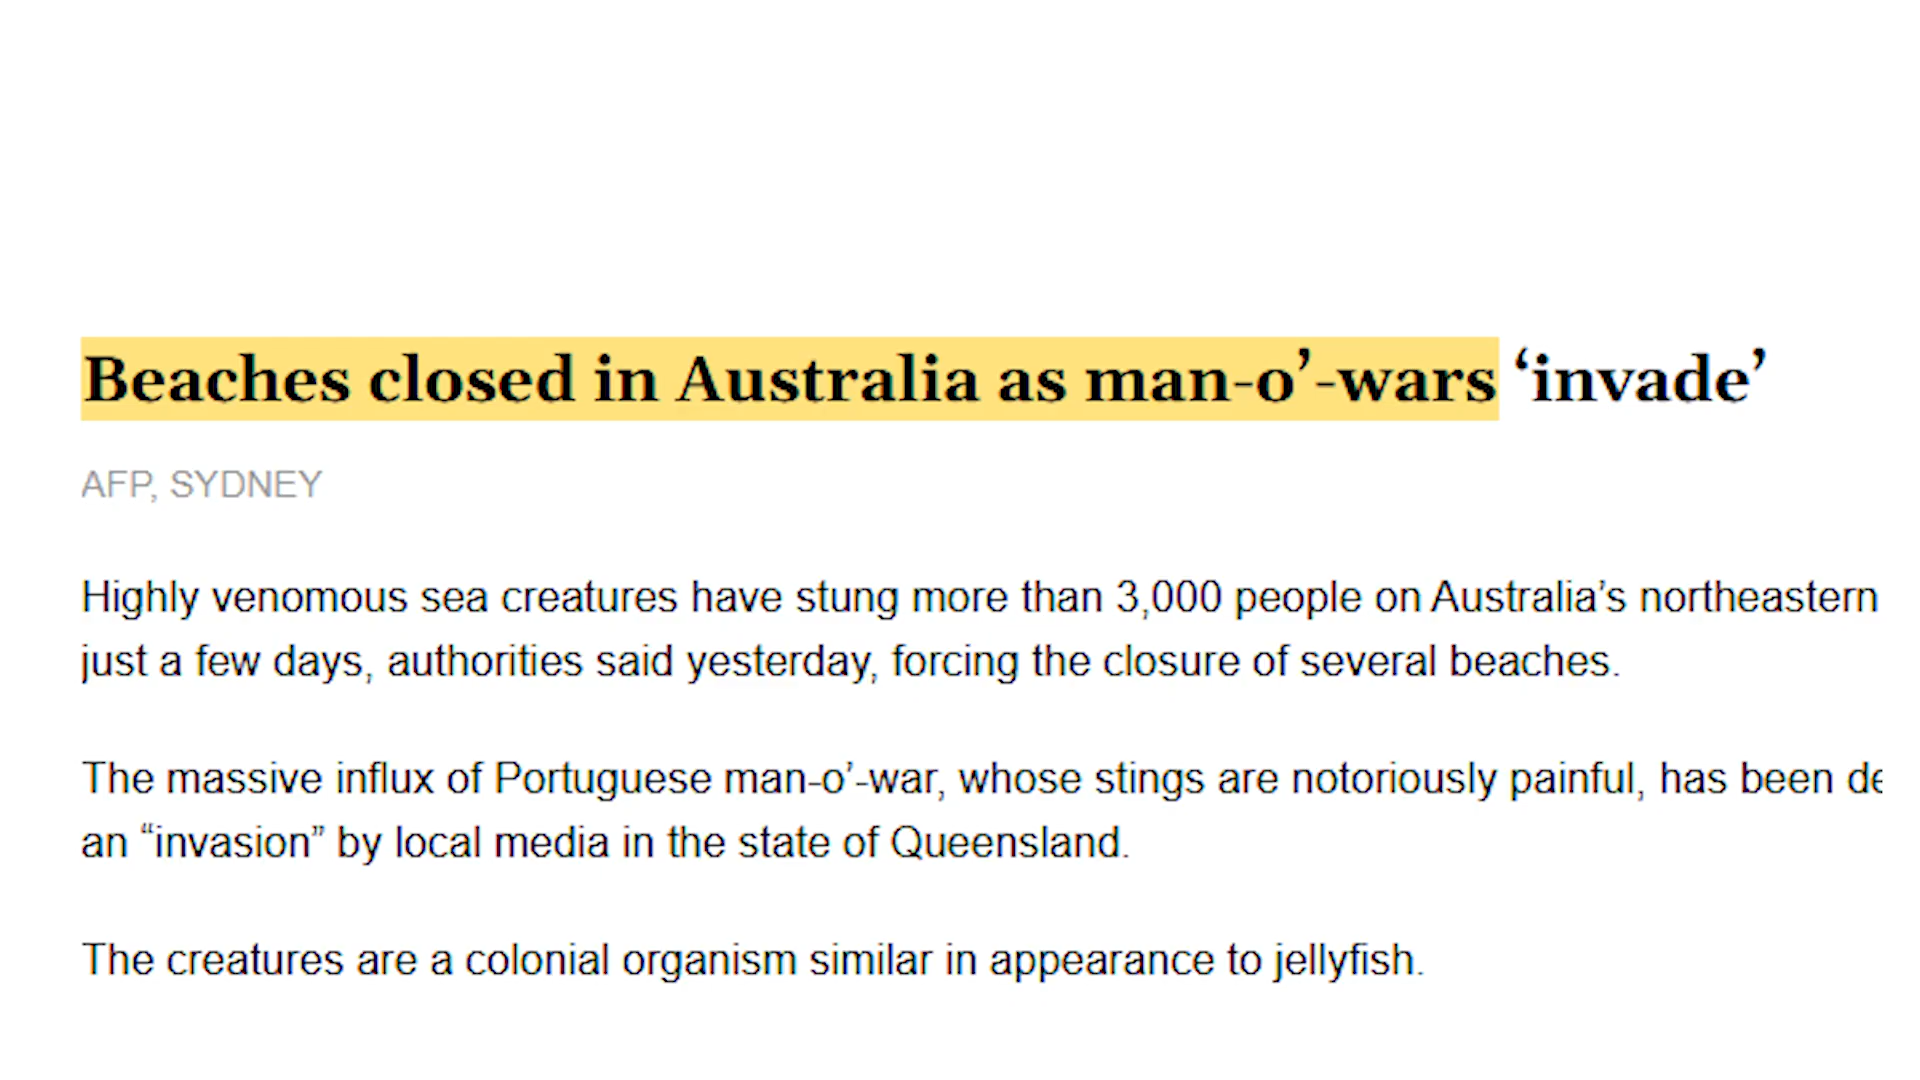 Beaches closed in Australia as man-o’-wars ‘invade’
AFP, SYDNEY
Highly venomous sea creatures have stung more than 3,000 people on Australia’s northeastern
just a few days, authorities said yesterday, forcing the closure of several beaches.
The massive influx of Portuguese man-o’-war, whose stings are notoriously painful, has been
an “invasion” by local media in the state of Queensland.
The creatures are a colonial organism similar in appearance to jellyfish.